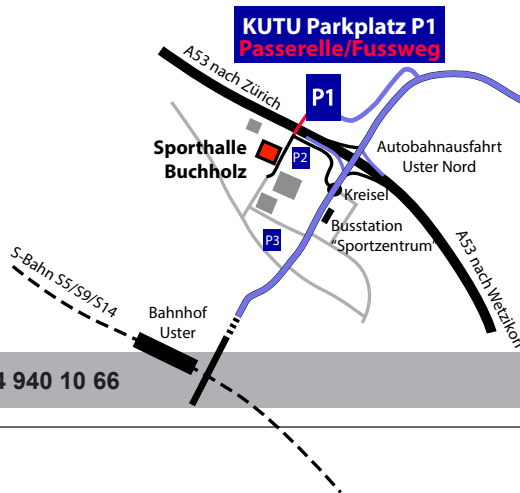 KUTU Parkplatz P1
Passerelle/Fussweg
A53 nach Zürich
P1
Sporthalle
Buchholz
P2
Autobahnausfahrt
Uster Nord
Kreisel
Busstation
"Sportzentrum"
P3
A53 nach Wetzikon
S-Bahn S5/S9/S14
Bahnhof
Uster
940 10 66